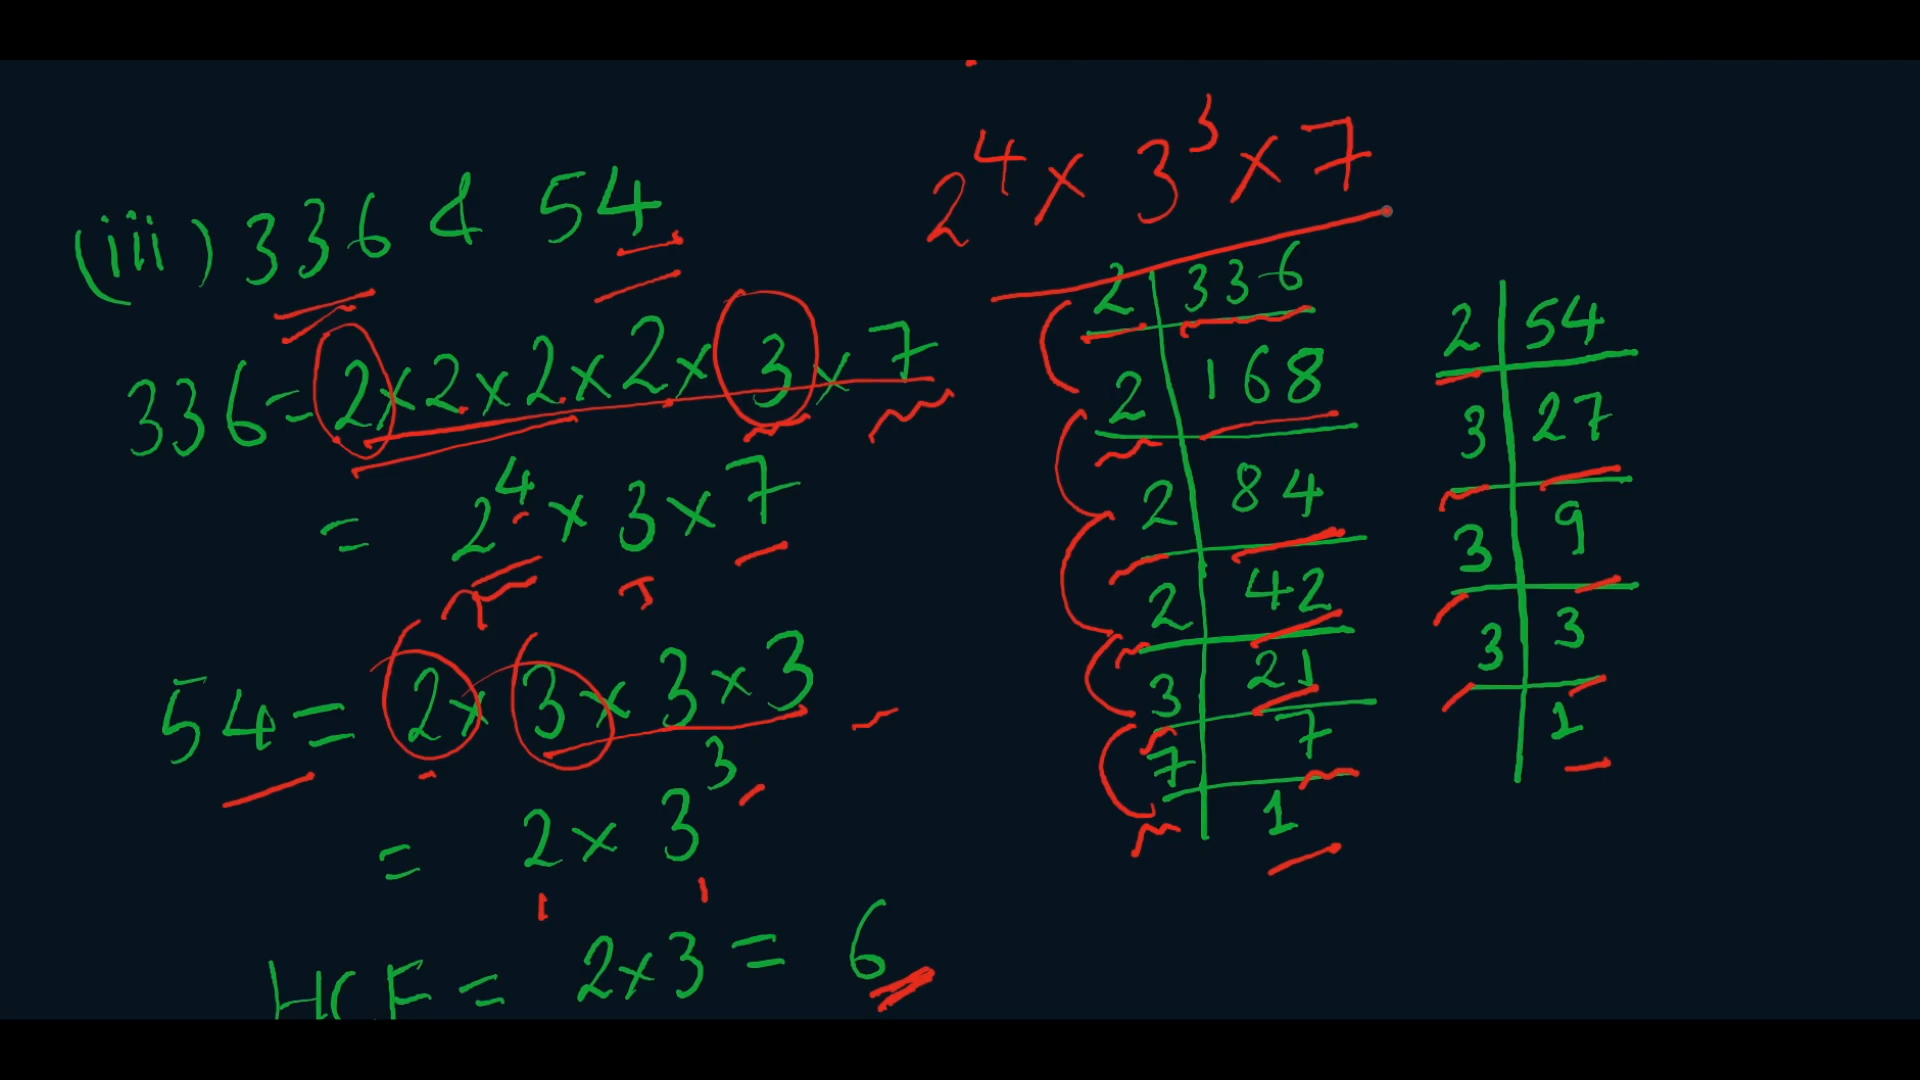 2⁴ × 3³ × 7
(iii) 336 & 54
336 = 2 × 2 × 2 × 2 × 3 × 7
= 2⁴ × 3 × 7
54 = 2 × 3 × 3 × 3
= 2 × 3³
HCF = 2 × 3 = 6
2 | 336
2 | 168
2 | 84
2 | 42
3 | 21
7 | 7
1
2 | 54
3 | 27
3 | 9
3 | 3
1